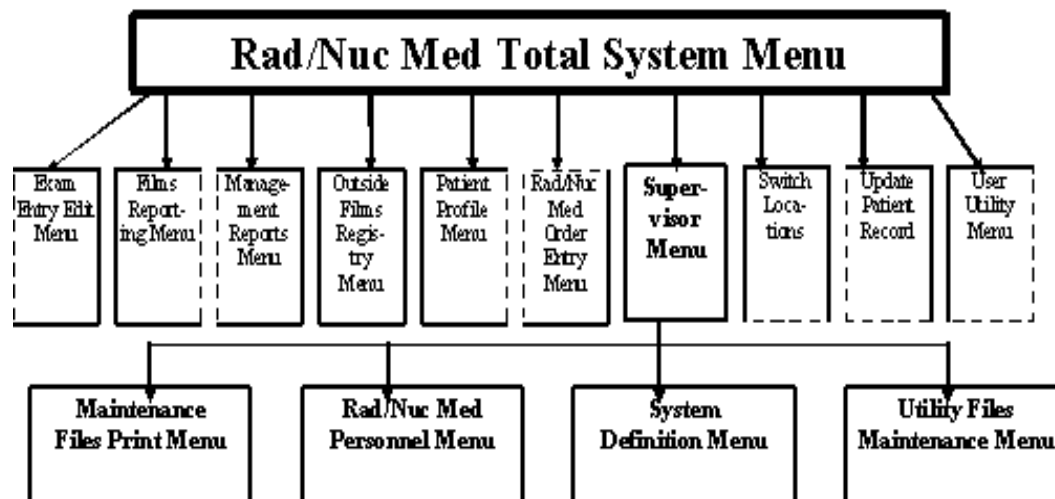 Rad/Nuc Med Total System Menu
Exam
Entry Edit
Menu
Films
Report-
ing Menu
Manage-
ment
Reports
Menu
Outside
Films
Regis-
try
Menu
Patient
Profile
Menu
Rad/Nuc
Med
Order
Entry
Menu
Super-
visor
Menu
Switch
Loca-
tions
Update
Patient
Record
User
Utility
Menu
Maintenance
Files Print Menu
Rad/Nuc Med
Personnel Menu
System
Definition Menu
Utility Files
Maintenance Menu